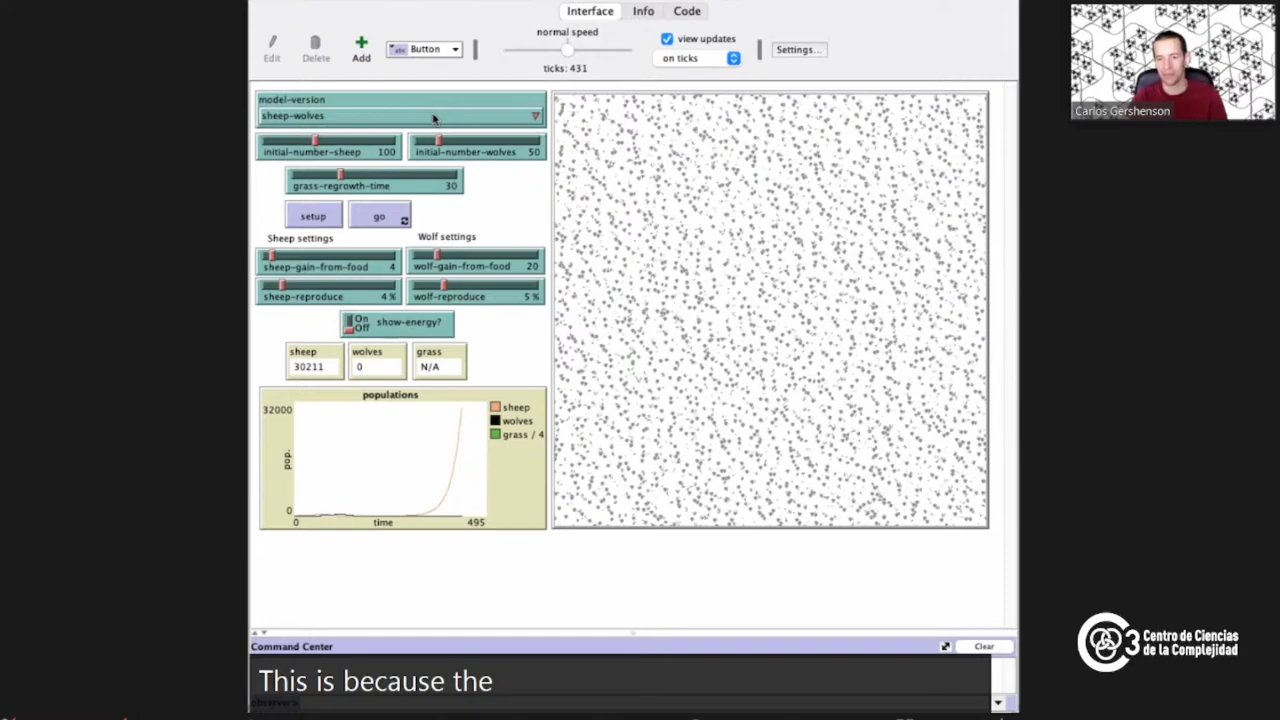 Interface Info Code
Edit Delete Add Button normal speed view updates Settings...
on ticks
ticks: 431
Carlos Gershenson
model-version
sheep-wolves
initial-number-sheep 100 initial-number-wolves 50
grass-regrowth-time 30
setup go
Sheep settings Wolf settings
sheep-gain-from-food 4 wolf-gain-from-food 20
sheep-reproduce 4% wolf-reproduce 5%
On
Off show-energy?
sheep wolves grass
30211 0 N/A
populations
32000
pop.
0
0 time 495
sheep
wolves
grass / 4
Command Center Clear
This is because the
C3 Centro de Ciencias
de la Complejidad